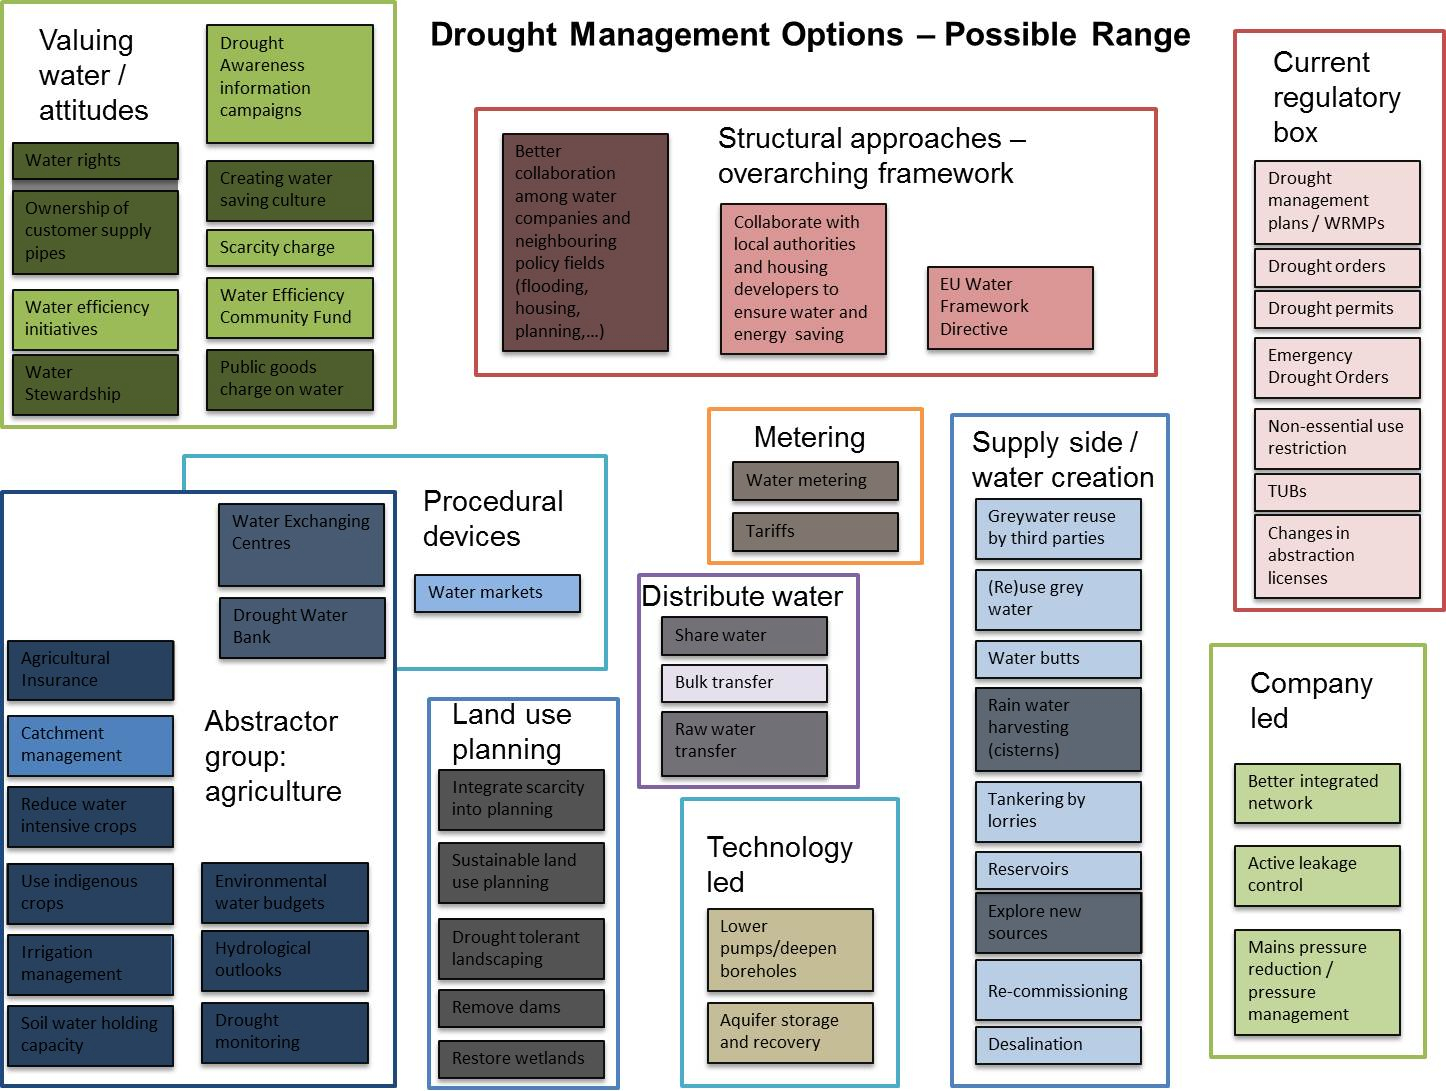 Drought Management Options – Possible Range
Valuing
water /
attitudes
Water rights
Ownership of
customer supply
pipes
Water efficiency
initiatives
Water
Stewardship
Drought
Awareness
information
campaigns
Creating water
saving culture
Scarcity charge
Water Efficiency
Community Fund
Public goods
charge on water
Structural approaches –
overarching framework
Better
collaboration
among water
companies and
neighbouring
policy fields
(flooding,
housing,
planning,...)
Collaborate with
local authorities
and housing
developers to
ensure water and
energy saving
EU Water
Framework
Directive
Current
regulatory
box
Drought
management
plans / WRMPs
Drought orders
Drought permits
Emergency
Drought Orders
Non-essential use
restriction
TUBs
Changes in
abstraction
licenses
Procedural
devices
Water markets
Water Exchanging
Centres
Drought Water
Bank
Abstractor
group:
agriculture
Agricultural
Insurance
Catchment
management
Reduce water
intensive crops
Use indigenous
crops
Irrigation
management
Soil water holding
capacity
Environmental
water budgets
Hydrological
outlooks
Drought
monitoring
Land use
planning
Integrate scarcity
into planning
Sustainable land
use planning
Drought tolerant
landscaping
Remove dams
Restore wetlands
Metering
Water metering
Tariffs
Distribute water
Share water
Bulk transfer
Raw water
transfer
Technology
led
Lower
pumps/deepen
boreholes
Aquifer storage
and recovery
Supply side /
water creation
Greywater reuse
by third parties
(Re)use grey
water
Water butts
Rain water
harvesting
(cisterns)
Tankering by
lorries
Reservoirs
Explore new
sources
Re-commissioning
Desalination
Company
led
Better integrated
network
Active leakage
control
Mains pressure
reduction /
pressure
management